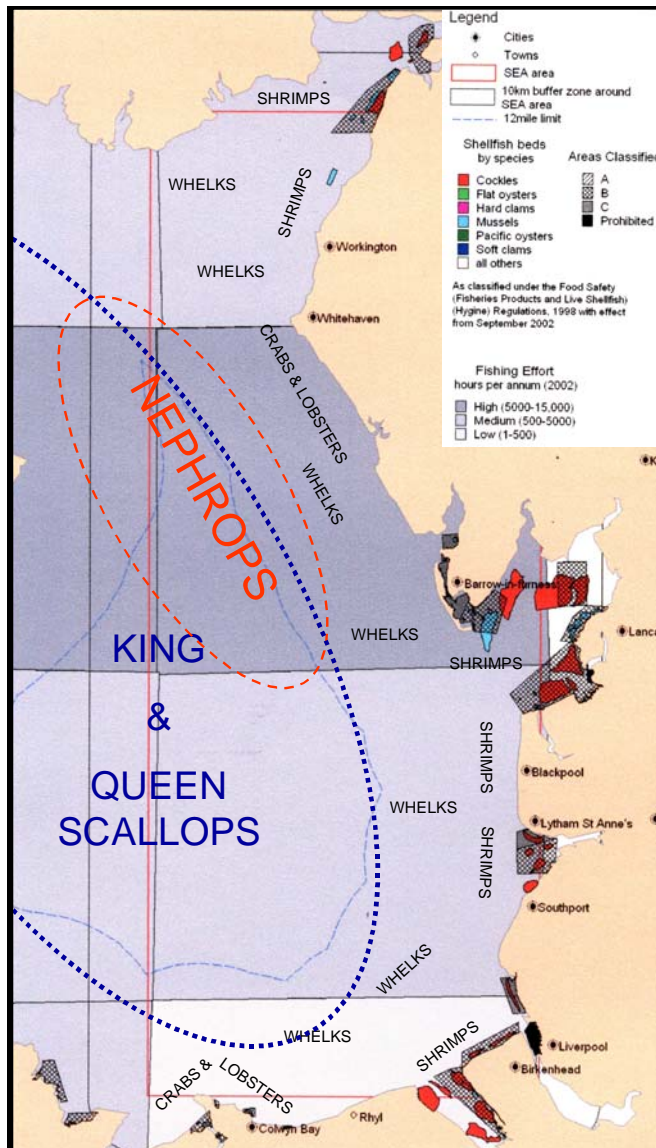 Legend
Cities
Towns
SEA area
10km buffer zone around
SEA area
12mile limit
Shellfish beds
by species
Cockles
Flat oysters
Hard clams
Mussels
Pacific oysters
Soft clams
all others
Areas Classified
A
B
C
Prohibited
As classified under the Food Safety
(Fisheries Products and Live Shellfish)
(Hygine) Regulations, 1998 with effect
from September 2002
Fishing Effort
hours per annum (2002)
High (5000-15,000)
Medium (500-5000)
Low (1-500)
SHRIMPS
WHELKS
SHRIMPS
Workington
WHELKS
Whitehaven
CRABS & LOBSTERS
NEPHROPS
WHELKS
K
Barrow-in-furness
WHELKS
Lanca
KING
&
QUEEN
SCALLOPS
SHRIMPS
SHRIMPS
Blackpool
WHELKS
Lytham St Anne's
SHRIMPS
Southport
WHELKS
WHELKS
SHRIMPS
Liverpool
Birkenhead
CRABS & LOBSTERS
Rhyl
Colwyn Bay